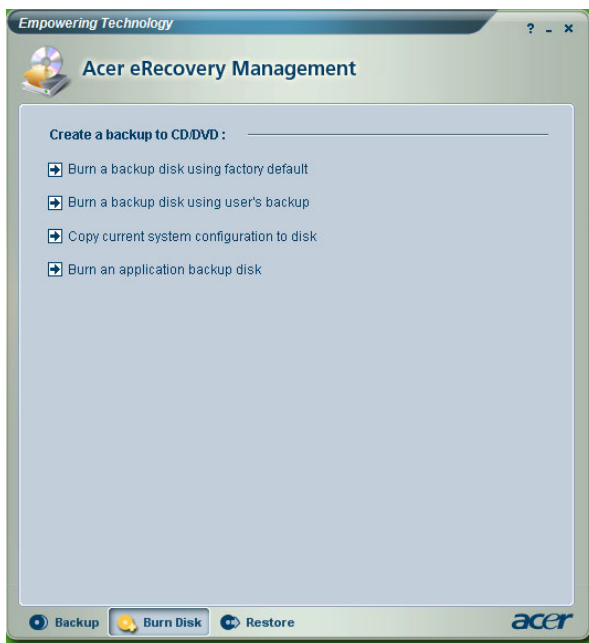 Empowering Technology
? - x
Acer eRecovery Management
Create a backup to CD/DVD :
Burn a backup disk using factory default
Burn a backup disk using user's backup
Copy current system configuration to disk
Burn an application backup disk
Backup Burn Disk Restore acer